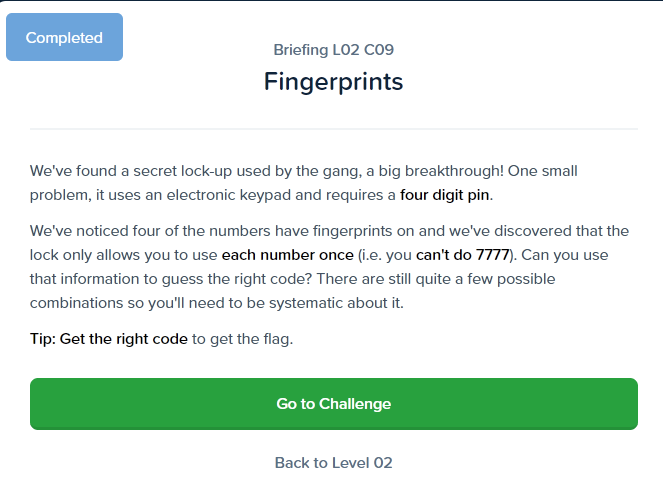 Completed
Briefing L02 C09
Fingerprints
We've found a secret lock-up used by the gang, a big breakthrough! One small
problem, it uses an electronic keypad and requires a four digit pin.
We've noticed four of the numbers have fingerprints on and we've discovered that the
lock only allows you to use each number once (i.e. you can't do 7777). Can you use
that information to guess the right code? There are still quite a few possible
combinations so you'll need to be systematic about it.
Tip: Get the right code to get the flag.
Go to Challenge
Back to Level 02